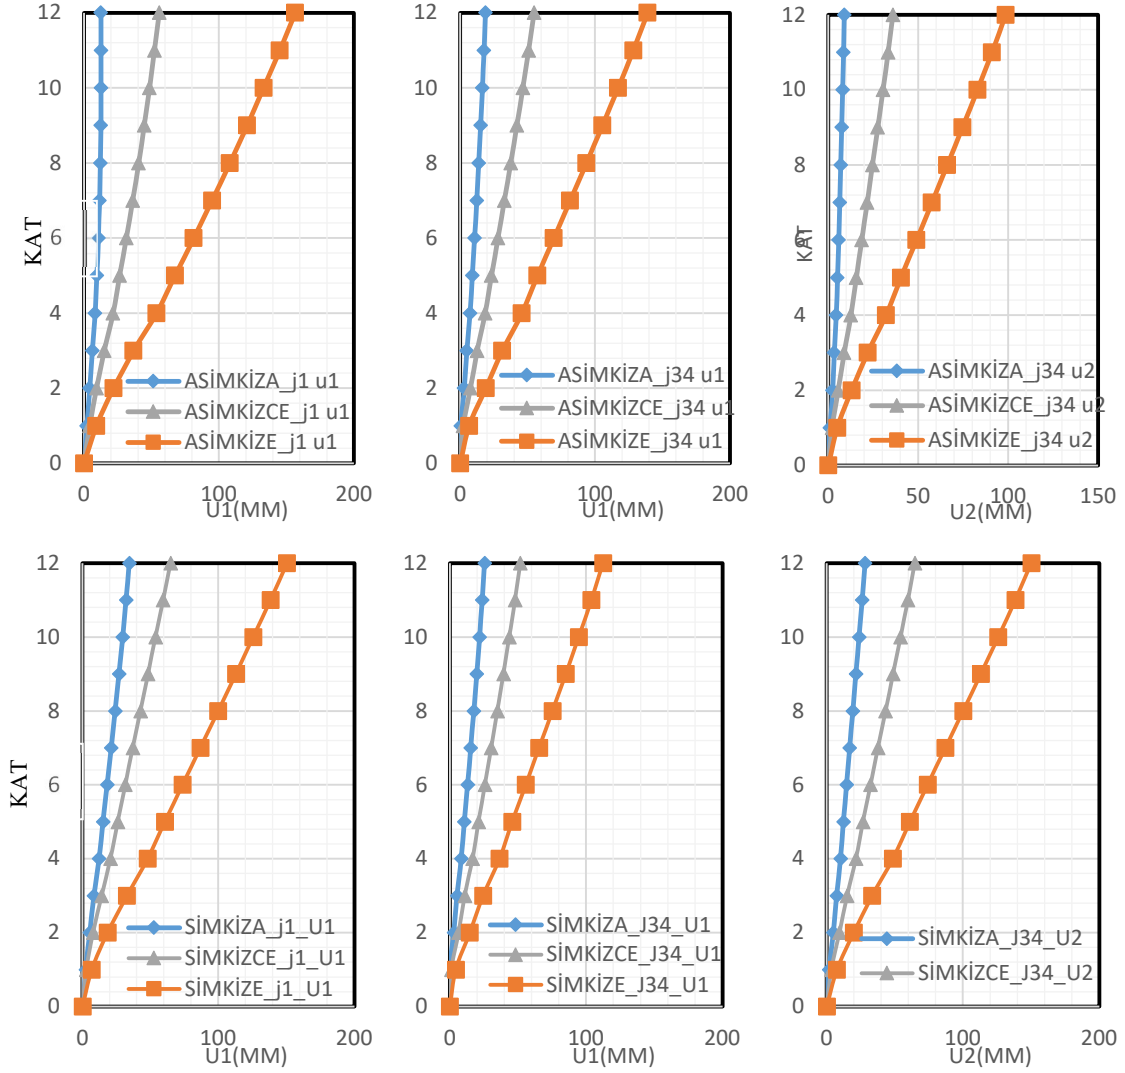 12
10
8
6
4
2
0
KAT
ASİMKİZA_j1 u1
ASİMKİZCE_j1 u1
ASİMKİZE_j1 u1
0 100 200
U1(MM)
12
10
8
6
4
2
0
ASİMKİZA_j34 u1
ASİMKİZCE_j34 u1
ASİMKİZE_j34 u1
0 100 200
U1(MM)
12
10
8
6
4
2
0
KAT
ASİMKİZA_j34 u2
ASİMKİZCE_j34 u2
ASİMKİZE_j34 u2
0 50 100 150
U2(MM)
12
10
8
6
4
2
0
KAT
SİMKİZA_j1_U1
SİMKİZCE_j1_U1
SİMKİZE_j1_U1
0 100 200
U1(MM)
12
10
8
6
4
2
0
SİMKİZA_J34_U1
SİMKİZCE_J34_U1
SİMKİZE_J34_U1
0 100 200
U1(MM)
12
10
8
6
4
2
0
SİMKİZA_J34_U2
SİMKİZCE_J34_U2
0 100 200
U2(MM)